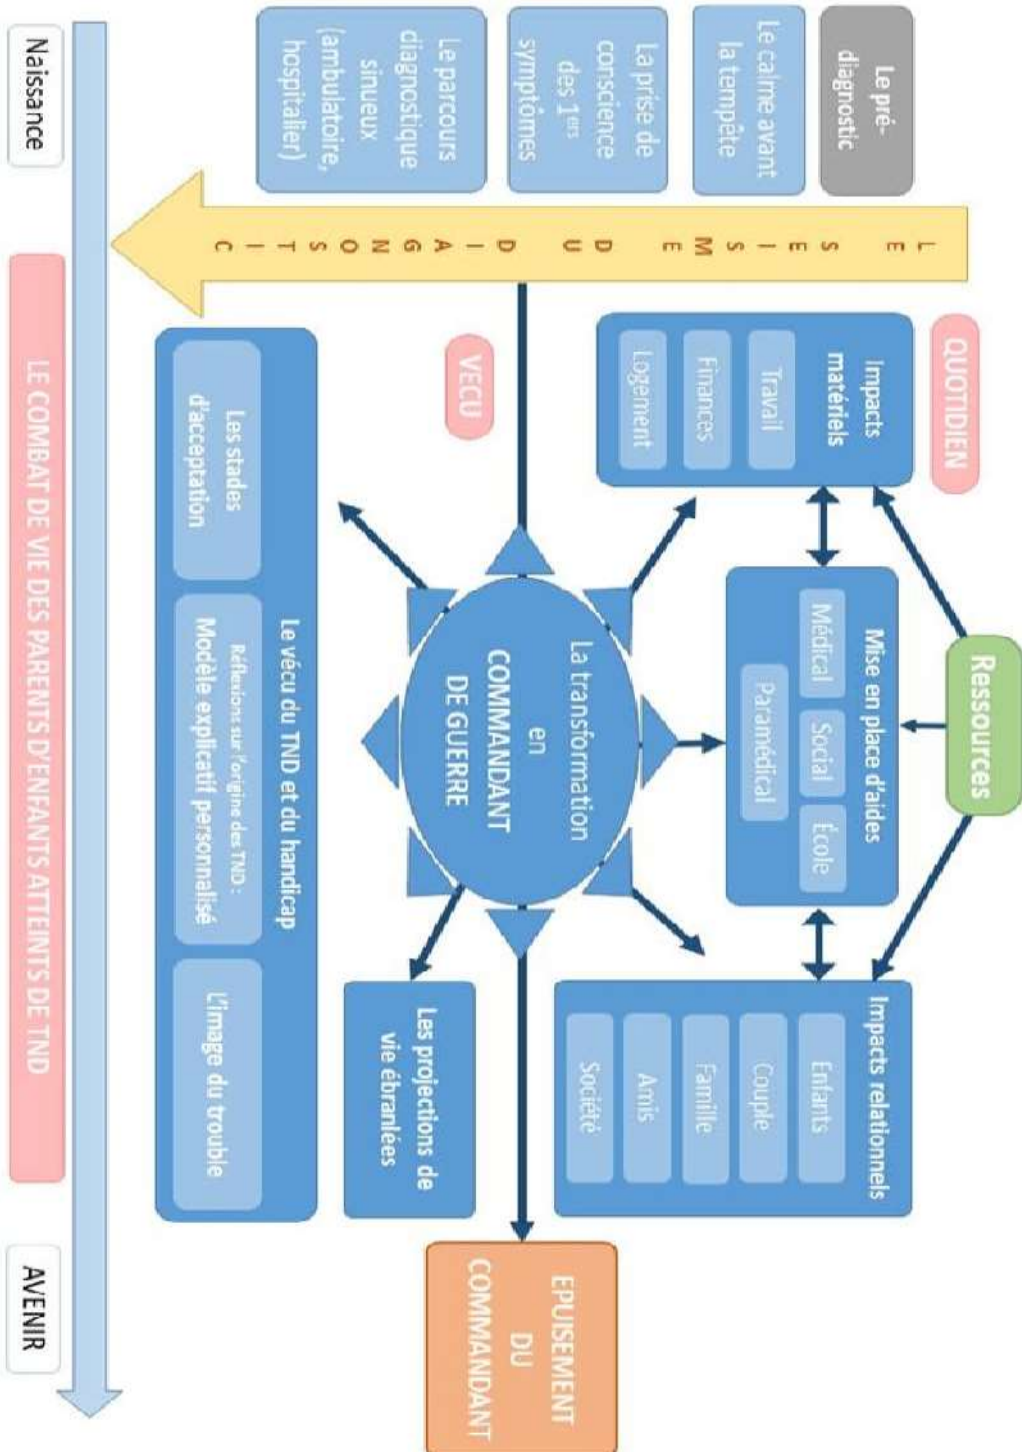 Le pré-
diagnostic
Le calme avant
la tempête
La prise de
conscience
des 1ers
symptômes
Le parcours
diagnostique
sinueux
(ambulatoire,
hospitalier)
LE SEISME DU DIAGNOSTIC
QUOTIDIEN
Impacts
matériels
Travail
Finances
Logement
VECU
Ressources
Mise en place d'aides
Médical
Social
École
Paramédical
Impacts relationnels
Enfants
Couple
Famille
Amis
Société
La transformation
en
COMMANDANT
DE GUERRE
Les projections de
vie ébranlées
EPUISEMENT
DU
COMMANDANT
Le vécu du TND et du handicap
Les stades
d'acceptation
Réflexions sur l'origine des TND :
Modèle explicatif personnalisé
L'image du trouble
Naissance
LE COMBAT DE VIE DES PARENTS D'ENFANTS ATTEINTS DE TND
AVENIR